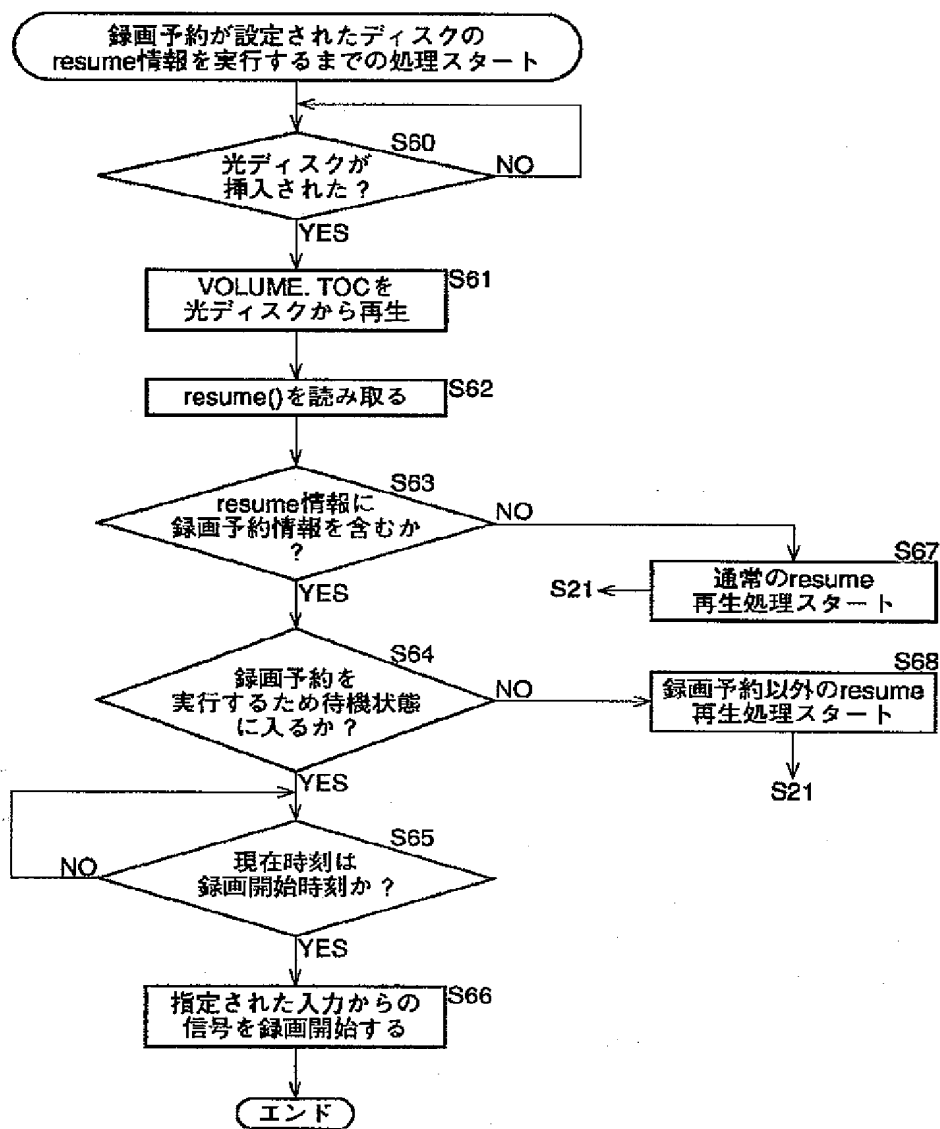 録画予約が設定されたディスクの
resume情報を実行するまでの処理スタート
S60
光ディスクが
挿入された?
NO
YES
S61
VOLUME. TOCを
光ディスクから再生
S62
resume()を読み取る
S63
resume情報に
録画予約情報を含むか
?
NO
YES
S67
通常のresume
再生処理スタート
S21
S64
録画予約を
実行するため待機状態
に入るか?
NO
YES
S68
録画予約以外のresume
再生処理スタート
S21
S65
現在時刻は
録画開始時刻か?
NO
YES
S66
指定された入力からの
信号を録画開始する
エンド